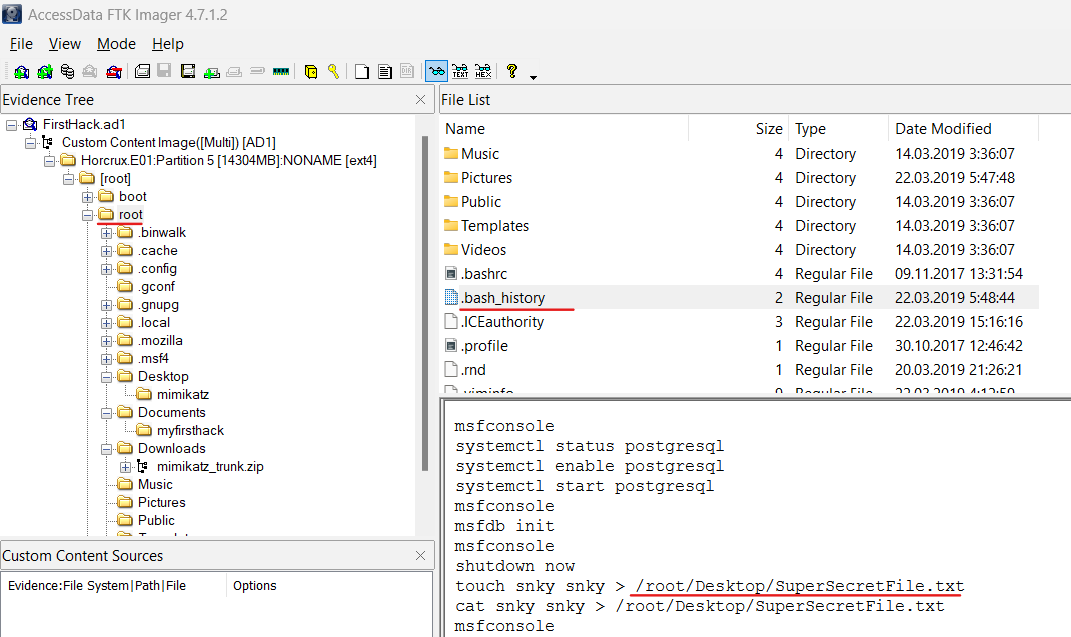 AccessData FTK Imager 4.7.1.2
File View Mode Help
Evidence Tree
FirstHack.ad1
Custom Content Image([Multi]) [AD1]
Horcrux.E01:Partition 5 [14304MB]:NONAME [ext4]
[root]
boot
root
.binwalk
.cache
.config
.gconf
.gnupg
.local
.mozilla
.msf4
Desktop
mimikatz
Documents
myfirsthack
Downloads
mimikatz_trunk.zip
Music
Pictures
Public
Custom Content Sources
Evidence:File System|Path|File Options
File List
Name Size Type Date Modified
Music 4 Directory 14.03.2019 3:36:07
Pictures 4 Directory 22.03.2019 5:47:48
Public 4 Directory 14.03.2019 3:36:07
Templates 4 Directory 14.03.2019 3:36:07
Videos 4 Directory 14.03.2019 3:36:07
.bashrc 4 Regular File 09.11.2017 13:31:54
.bash_history 2 Regular File 22.03.2019 5:48:44
.ICEauthority 3 Regular File 22.03.2019 15:16:16
.profile 1 Regular File 30.10.2017 12:46:42
.rnd 1 Regular File 20.03.2019 21:26:21
.viminfo 9 Regular File 22.03.2019 4:12:59
msfconsole
systemctl status postgresql
systemctl enable postgresql
systemctl start postgresql
msfconsole
msfdb init
msfconsole
shutdown now
touch snky snky > /root/Desktop/SuperSecretFile.txt
cat snky snky > /root/Desktop/SuperSecretFile.txt
msfconsole